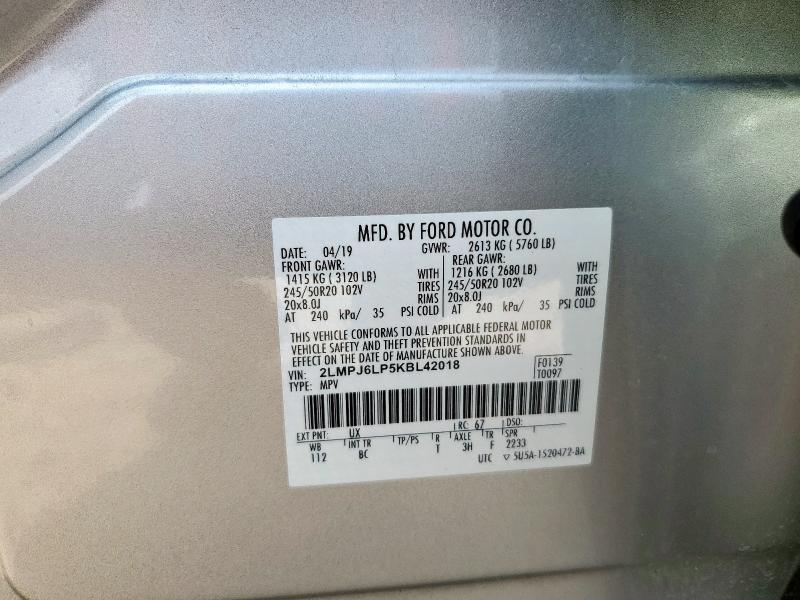 MFD. BY FORD MOTOR CO.
DATE: 04/19 GVWR: 2613 KG ( 5760 LB)
FRONT GAWR: REAR GAWR:
1415 KG ( 3120 LB) WITH 1216 KG ( 2680 LB) WITH
245/50R20 102V TIRES 245/50R20 102V TIRES
20x8.0J RIMS 20x8.0J RIMS
AT 240 kPa/ 35 PSI COLD AT 240 kPa/ 35 PSI COLD
THIS VEHICLE CONFORMS TO ALL APPLICABLE FEDERAL MOTOR
VEHICLE SAFETY AND THEFT PREVENTION STANDARDS IN
EFFECT ON THE DATE OF MANUFACTURE SHOWN ABOVE.
VIN: 2LMPJ6LP5KBL42018 F0139
TYPE: MPV T0097
EXT PNT: UX RC: 67 DSO:
WB INT TR TP/PS R AXLE TR SPR
112 BC T 3H F 2233
UTC ▽ 5U5A-1520472-BA